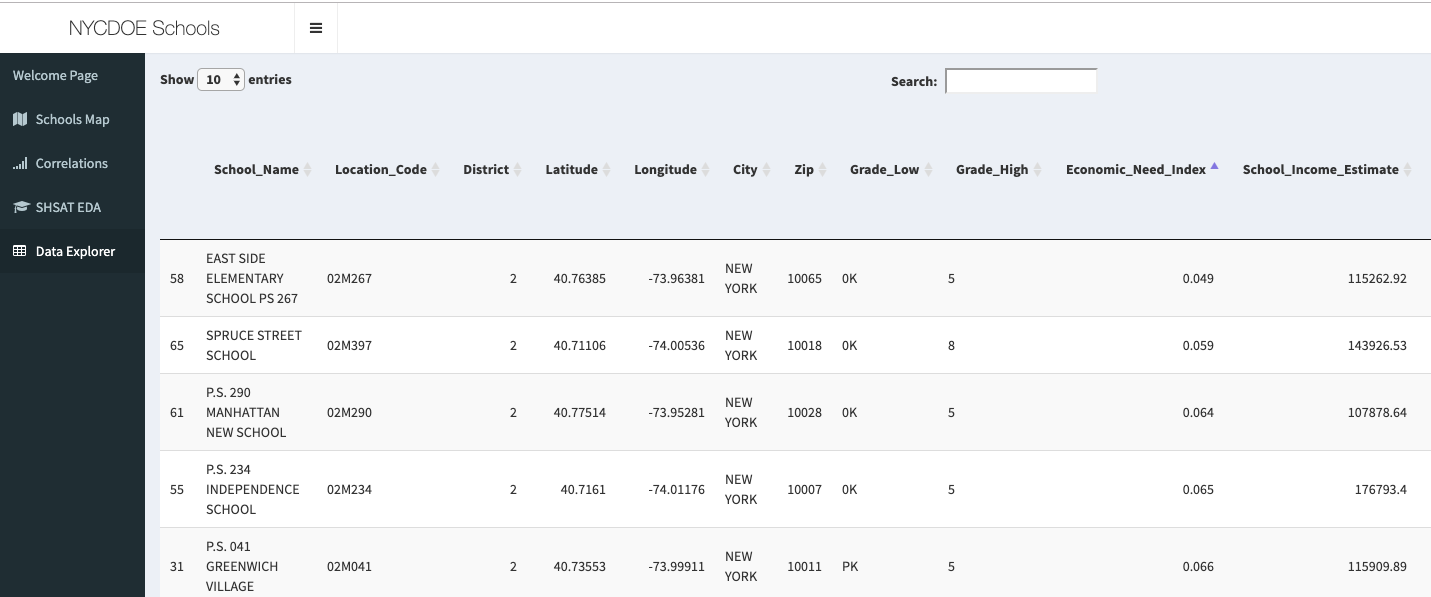 NYCDOE Schools
Welcome Page
Schools Map
Correlations
SHSAT EDA
Data Explorer
Show 10 entries
Search:
School_Name Location_Code District Latitude Longitude City Zip Grade_Low Grade_High Economic_Need_Index School_Income_Estimate
58 EAST SIDE ELEMENTARY SCHOOL PS 267 02M267 2 40.76385 -73.96381 NEW YORK 10065 0K 5 0.049 115262.92
65 SPRUCE STREET SCHOOL 02M397 2 40.71106 -74.00536 NEW YORK 10018 0K 8 0.059 143926.53
61 P.S. 290 MANHATTAN NEW SCHOOL 02M290 2 40.77514 -73.95281 NEW YORK 10028 0K 5 0.064 107878.64
55 P.S. 234 INDEPENDENCE SCHOOL 02M234 2 40.7161 -74.01176 NEW YORK 10007 0K 5 0.065 176793.4
31 P.S. 041 GREENWICH VILLAGE 02M041 2 40.73553 -73.99911 NEW YORK 10011 PK 5 0.066 115909.89